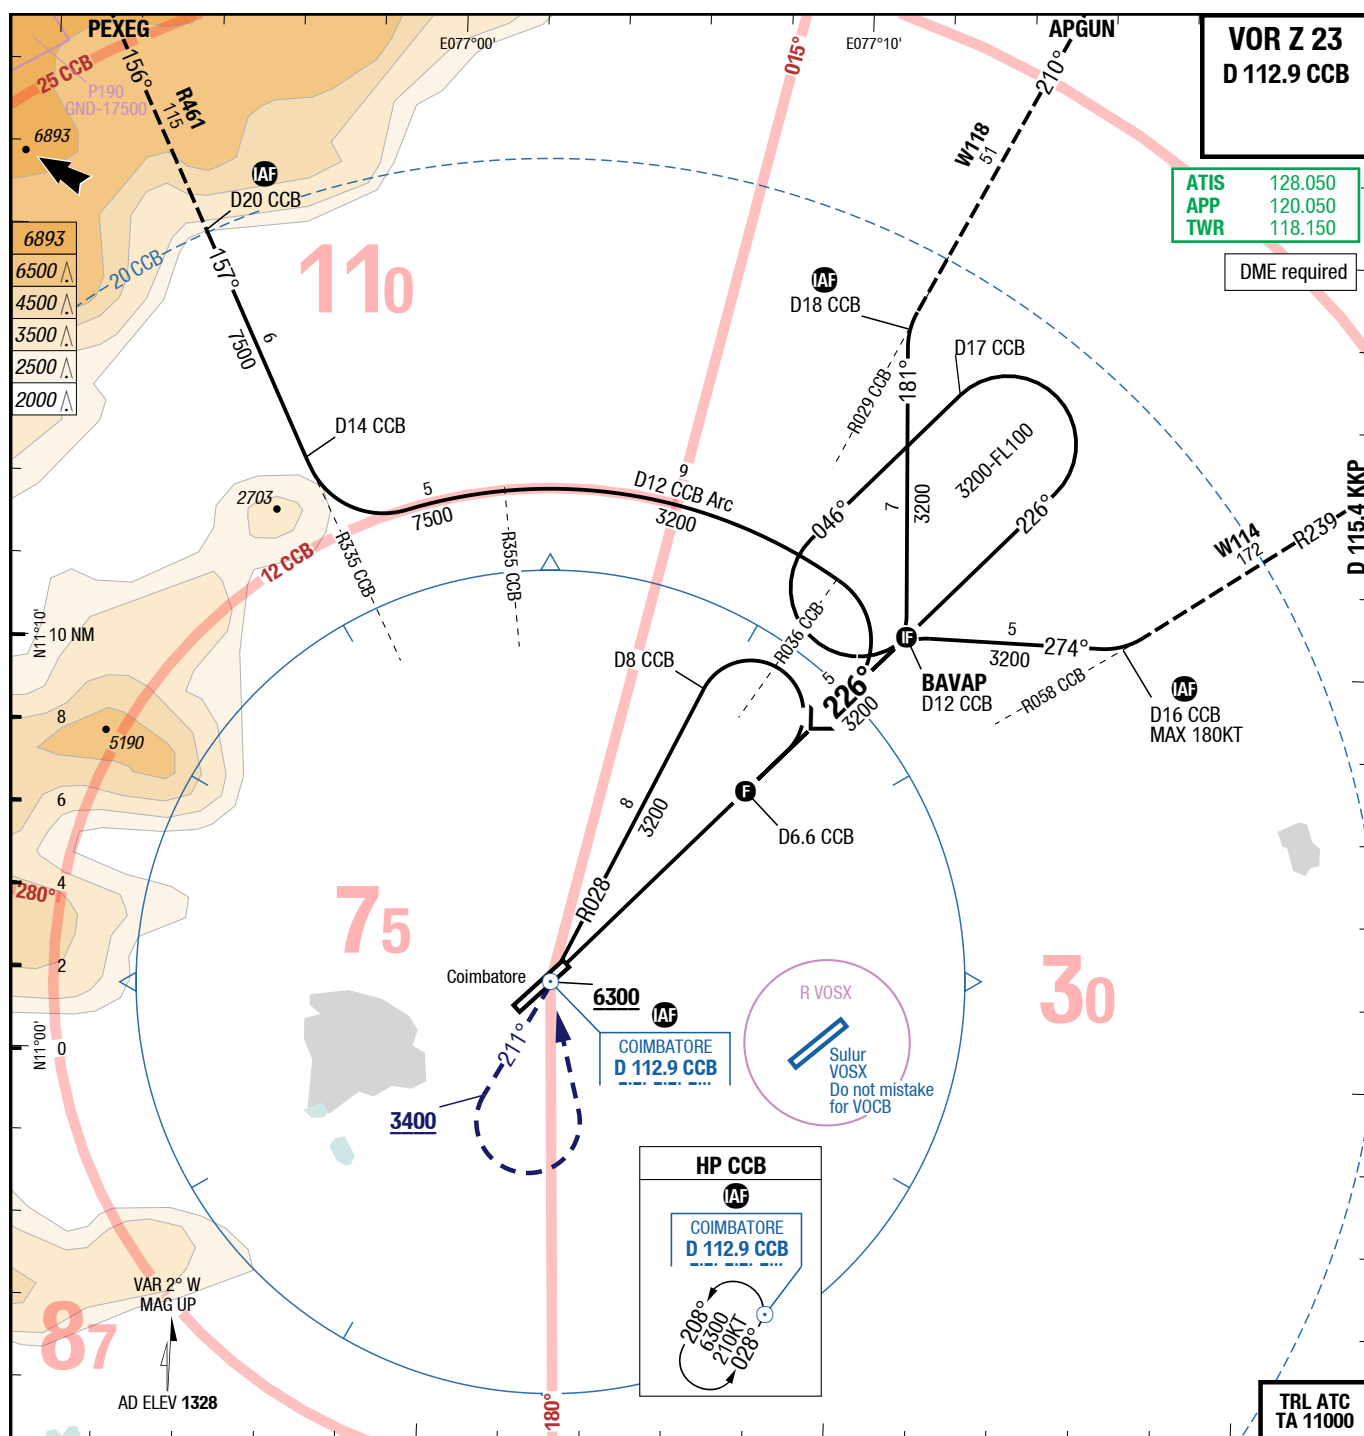 PEXEG
E077°00'
E077°10'
APGUN
VOR Z 23
D 112.9 CCB
25 CCB
156°
R461
115
P190
GND-17500
015°
210°
W118
51
6893
IAF
D20 CCB
ATIS 128.050
APP 120.050
TWR 118.150
DME required
6893
6500
4500
3500
2500
2000
20 CCB
157°
110
6
7500
IAF
D18 CCB
D17 CCB
R029 CCB
181°
3200-FL100
D14 CCB
046°
226°
7
3200
9
D12 CCB Arc
3200
5
7500
2703
12 CCB
R335 CCB
R355 CCB
W114
172
R239
D 115.4 KKP
N11°10'
10 NM
R036 CCB
D8 CCB
5
226°
3200
IF
BAVAP
D12 CCB
5
3200
274°
R058 CCB
IAF
D16 CCB
MAX 180KT
8
5190
6
F
D6.6 CCB
8
3200
4
280°
R028
75
30
2
Coimbatore
6300
IAF
COIMBATORE
D 112.9 CCB
R VOSX
Sulur
VOSX
Do not mistake
for VOCB
N11°00'
0
211°
3400
HP CCB
IAF
COIMBATORE
D 112.9 CCB
208°
6300
210KT
028°
VAR 2° W
MAG UP
87
AD ELEV 1328
180°
TRL ATC
TA 11000